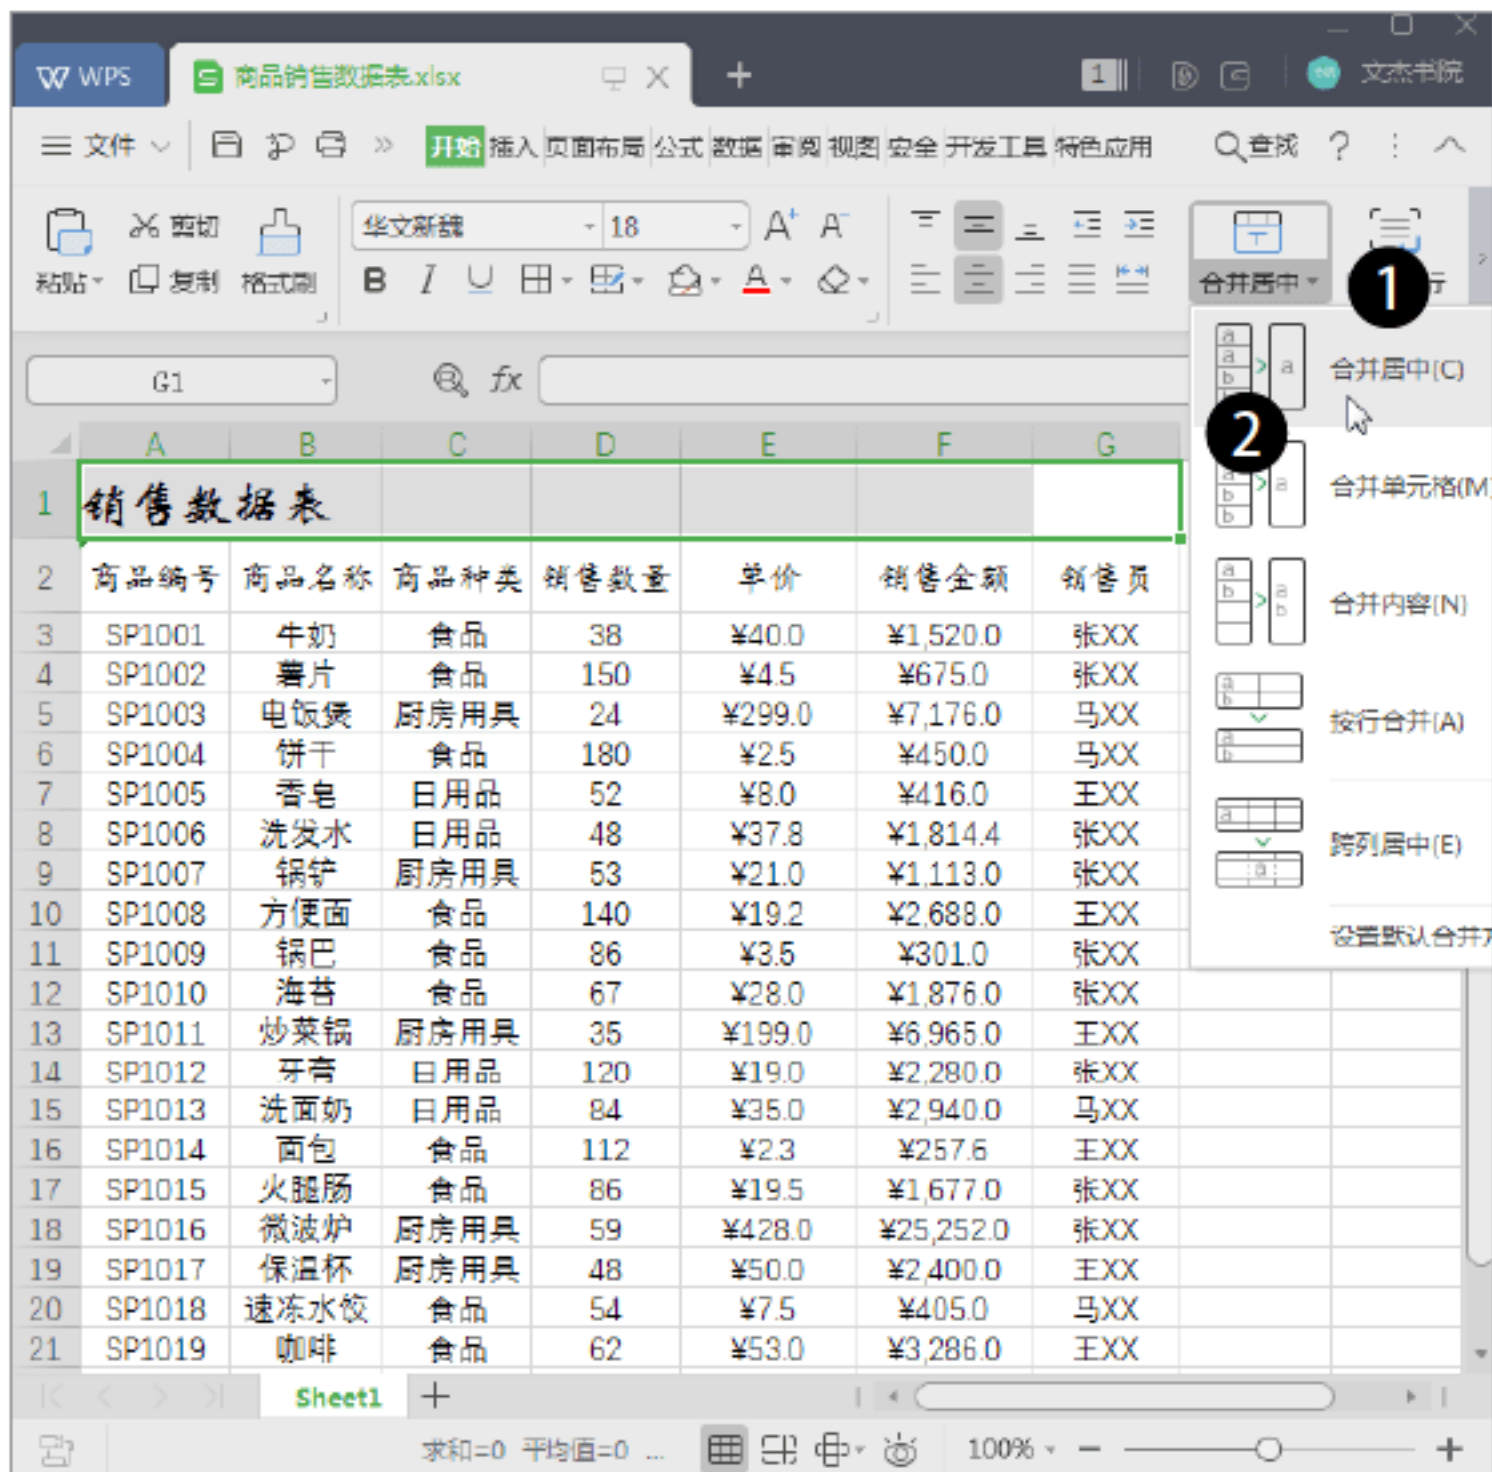 WPS 商品销售数据表.xlsx 1 文杰书院
文件 开始 插入 页面布局 公式 数据 审阅 视图 安全 开发工具 特色应用 查找
剪切 华文新魏 18 A+ A-
粘贴 复制 格式刷 B I U A 合并居中 1 行
G1 fx
合并居中(C)
2
合并单元格(M)
合并内容(N)
按行合并(A)
跨列居中(E)
设置默认合并
A B C D E F G
1 销售数据表
2 商品编号 商品名称 商品种类 销售数量 单价 销售金额 销售员
3 SP1001 牛奶 食品 38 ¥40.0 ¥1,520.0 张XX
4 SP1002 薯片 食品 150 ¥4.5 ¥675.0 张XX
5 SP1003 电饭煲 厨房用具 24 ¥299.0 ¥7,176.0 马XX
6 SP1004 饼干 食品 180 ¥2.5 ¥450.0 马XX
7 SP1005 香皂 日用品 52 ¥8.0 ¥416.0 王XX
8 SP1006 洗发水 日用品 48 ¥37.8 ¥1,814.4 张XX
9 SP1007 锅铲 厨房用具 53 ¥21.0 ¥1,113.0 张XX
10 SP1008 方便面 食品 140 ¥19.2 ¥2,688.0 王XX
11 SP1009 锅巴 食品 86 ¥3.5 ¥301.0 张XX
12 SP1010 海苔 食品 67 ¥28.0 ¥1,876.0 张XX
13 SP1011 炒菜锅 厨房用具 35 ¥199.0 ¥6,965.0 王XX
14 SP1012 牙膏 日用品 120 ¥19.0 ¥2,280.0 张XX
15 SP1013 洗面奶 日用品 84 ¥35.0 ¥2,940.0 马XX
16 SP1014 面包 食品 112 ¥2.3 ¥257.6 王XX
17 SP1015 火腿肠 食品 86 ¥19.5 ¥1,677.0 张XX
18 SP1016 微波炉 厨房用具 59 ¥428.0 ¥25,252.0 张XX
19 SP1017 保温杯 厨房用具 48 ¥50.0 ¥2,400.0 王XX
20 SP1018 速冻水饺 食品 54 ¥7.5 ¥405.0 马XX
21 SP1019 咖啡 食品 62 ¥53.0 ¥3,286.0 王XX
Sheet1
求和=0 平均值=0 ... 100%